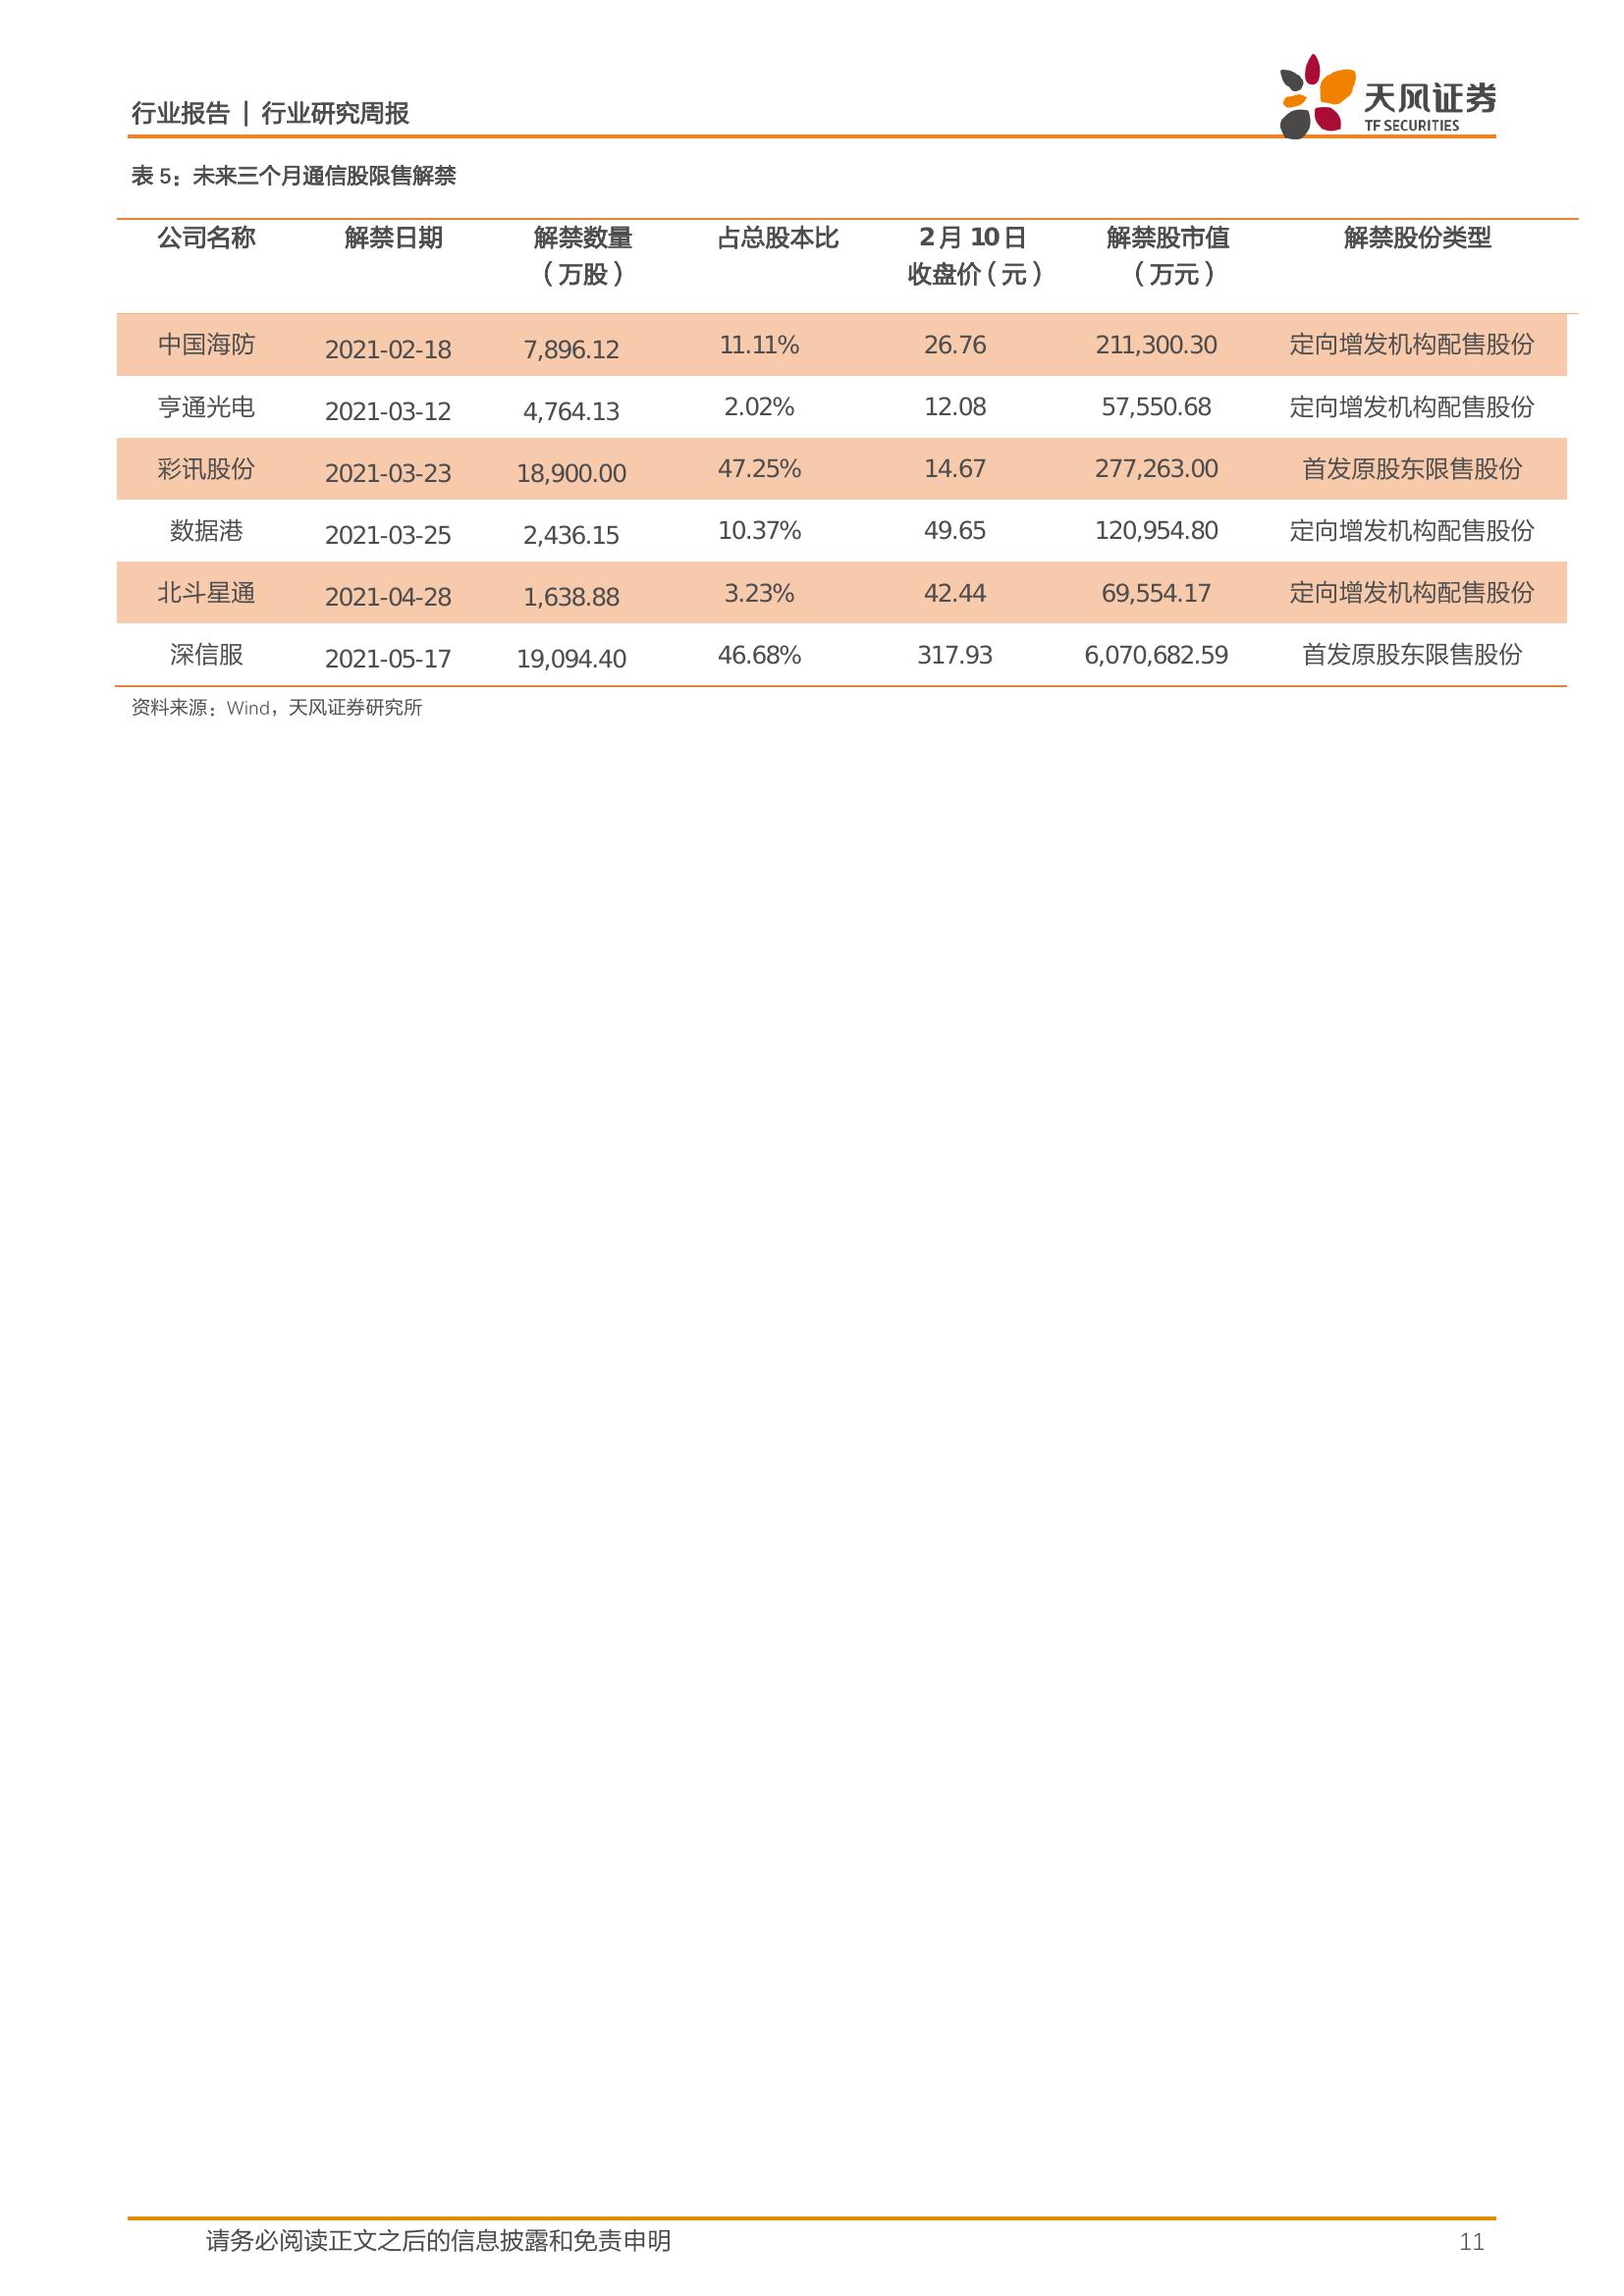 行业报告 | 行业研究周报
天风证券
TF SECURITIES
表 5：未来三个月通信股限售解禁
公司名称 解禁日期 解禁数量（万股） 占总股本比 2月10日收盘价（元） 解禁股市值（万元） 解禁股份类型
中国海防 2021-02-18 7,896.12 11.11% 26.76 211,300.30 定向增发机构配售股份
亨通光电 2021-03-12 4,764.13 2.02% 12.08 57,550.68 定向增发机构配售股份
彩讯股份 2021-03-23 18,900.00 47.25% 14.67 277,263.00 首发原股东限售股份
数据港 2021-03-25 2,436.15 10.37% 49.65 120,954.80 定向增发机构配售股份
北斗星通 2021-04-28 1,638.88 3.23% 42.44 69,554.17 定向增发机构配售股份
深信服 2021-05-17 19,094.40 46.68% 317.93 6,070,682.59 首发原股东限售股份
资料来源：Wind，天风证券研究所
请务必阅读正文之后的信息披露和免责申明 11